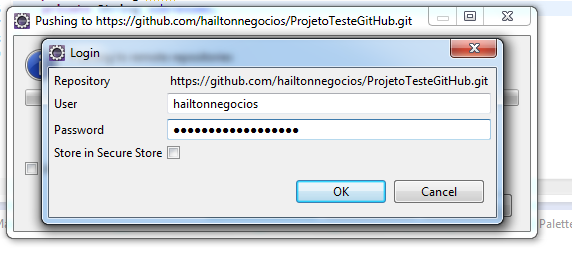 Pushing to https://github.com/hailtonnegocios/ProjetoTesteGitHub.git
Login
Repository https://github.com/hailtonnegocios/ProjetoTesteGitHub.git
User hailtonnegocios
Password ●●●●●●●●●●●●●●●●●●
Store in Secure Store
OK Cancel
Palette